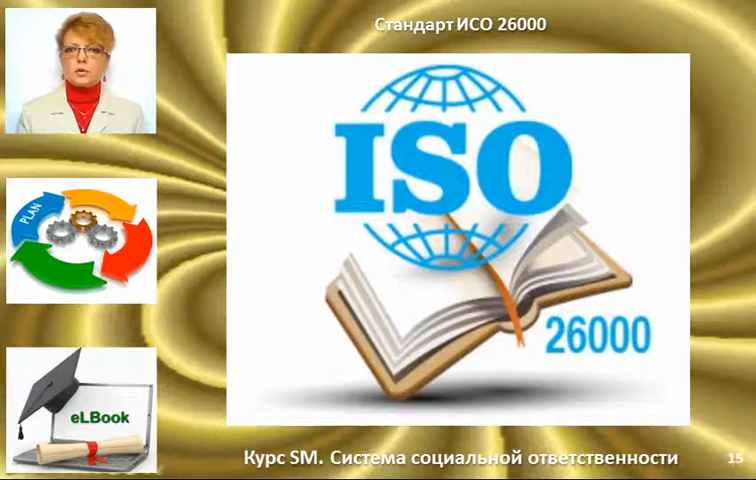 Стандарт ИСО 26000
ISO
26000
PLAN
eLBook
Курс SM. Система социальной ответственности
15